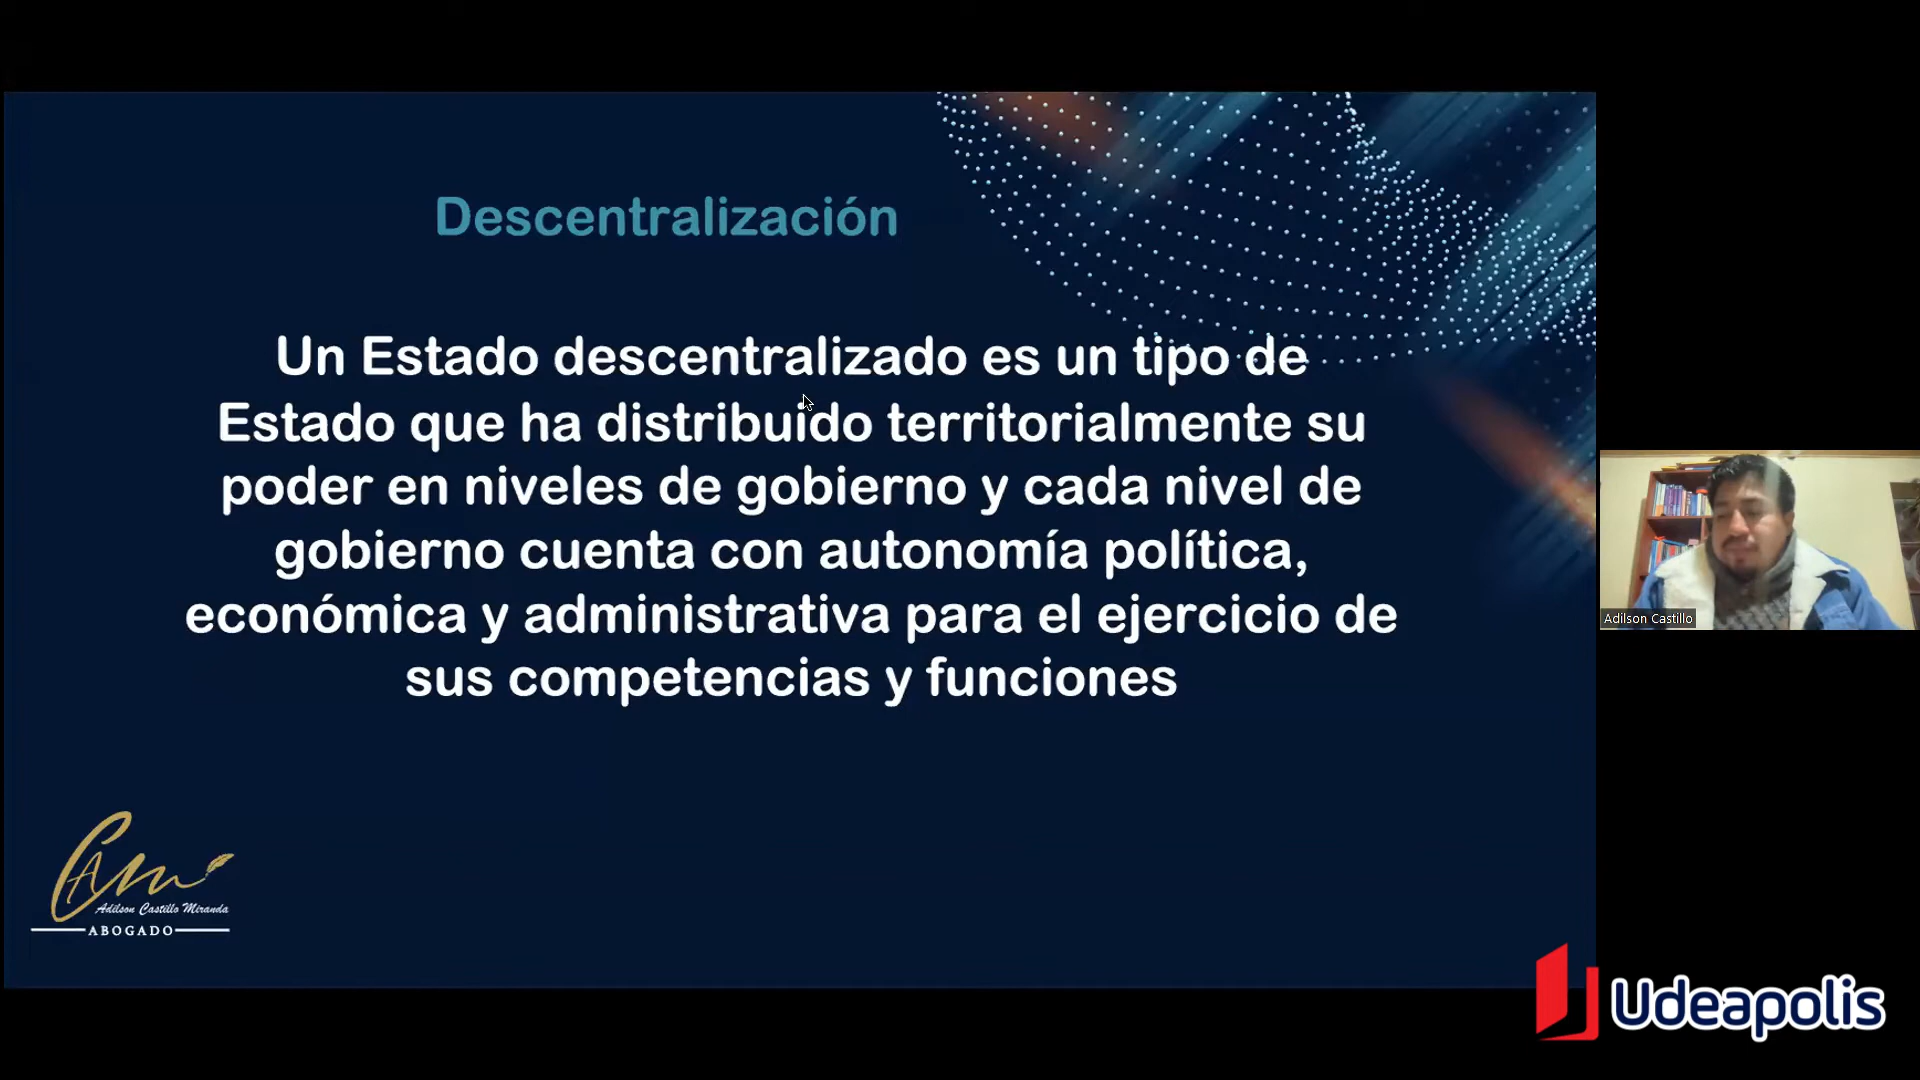 Descentralización
Un Estado descentralizado es un tipo de
Estado que ha distribuido territorialmente su
poder en niveles de gobierno y cada nivel de
gobierno cuenta con autonomía política,
económica y administrativa para el ejercicio de
sus competencias y funciones
Adilson Castillo
Adilson Castillo Miranda
ABOGADO
Udeapolis